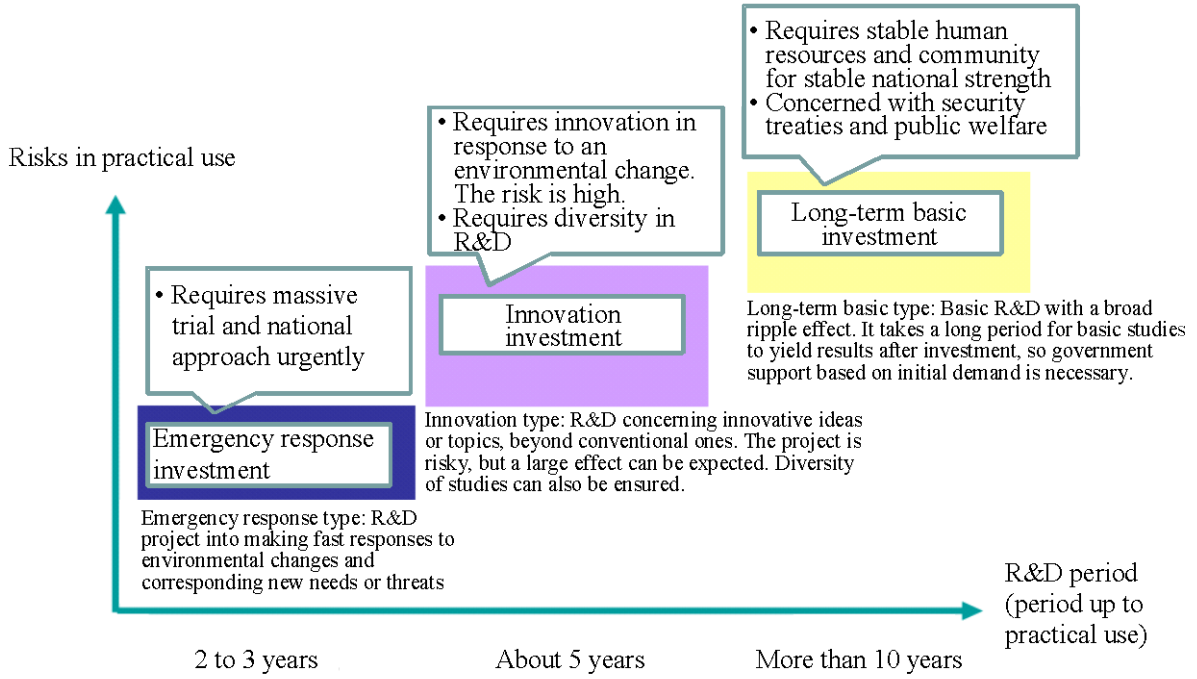 Risks in practical use
• Requires massive
trial and national
approach urgently
Emergency response
investment
Emergency response type: R&D
project into making fast responses to
environmental changes and
corresponding new needs or threats
• Requires innovation in
response to an
environmental change.
The risk is high.
• Requires diversity in
R&D
Innovation
investment
Innovation type: R&D concerning innovative ideas
or topics, beyond conventional ones. The project is
risky, but a large effect can be expected. Diversity
of studies can also be ensured.
• Requires stable human
resources and community
for stable national strength
• Concerned with security
treaties and public welfare
Long-term basic
investment
Long-term basic type: Basic R&D with a broad
ripple effect. It takes a long period for basic studies
to yield results after investment, so government
support based on initial demand is necessary.
R&D period
(period up to
practical use)
2 to 3 years
About 5 years
More than 10 years